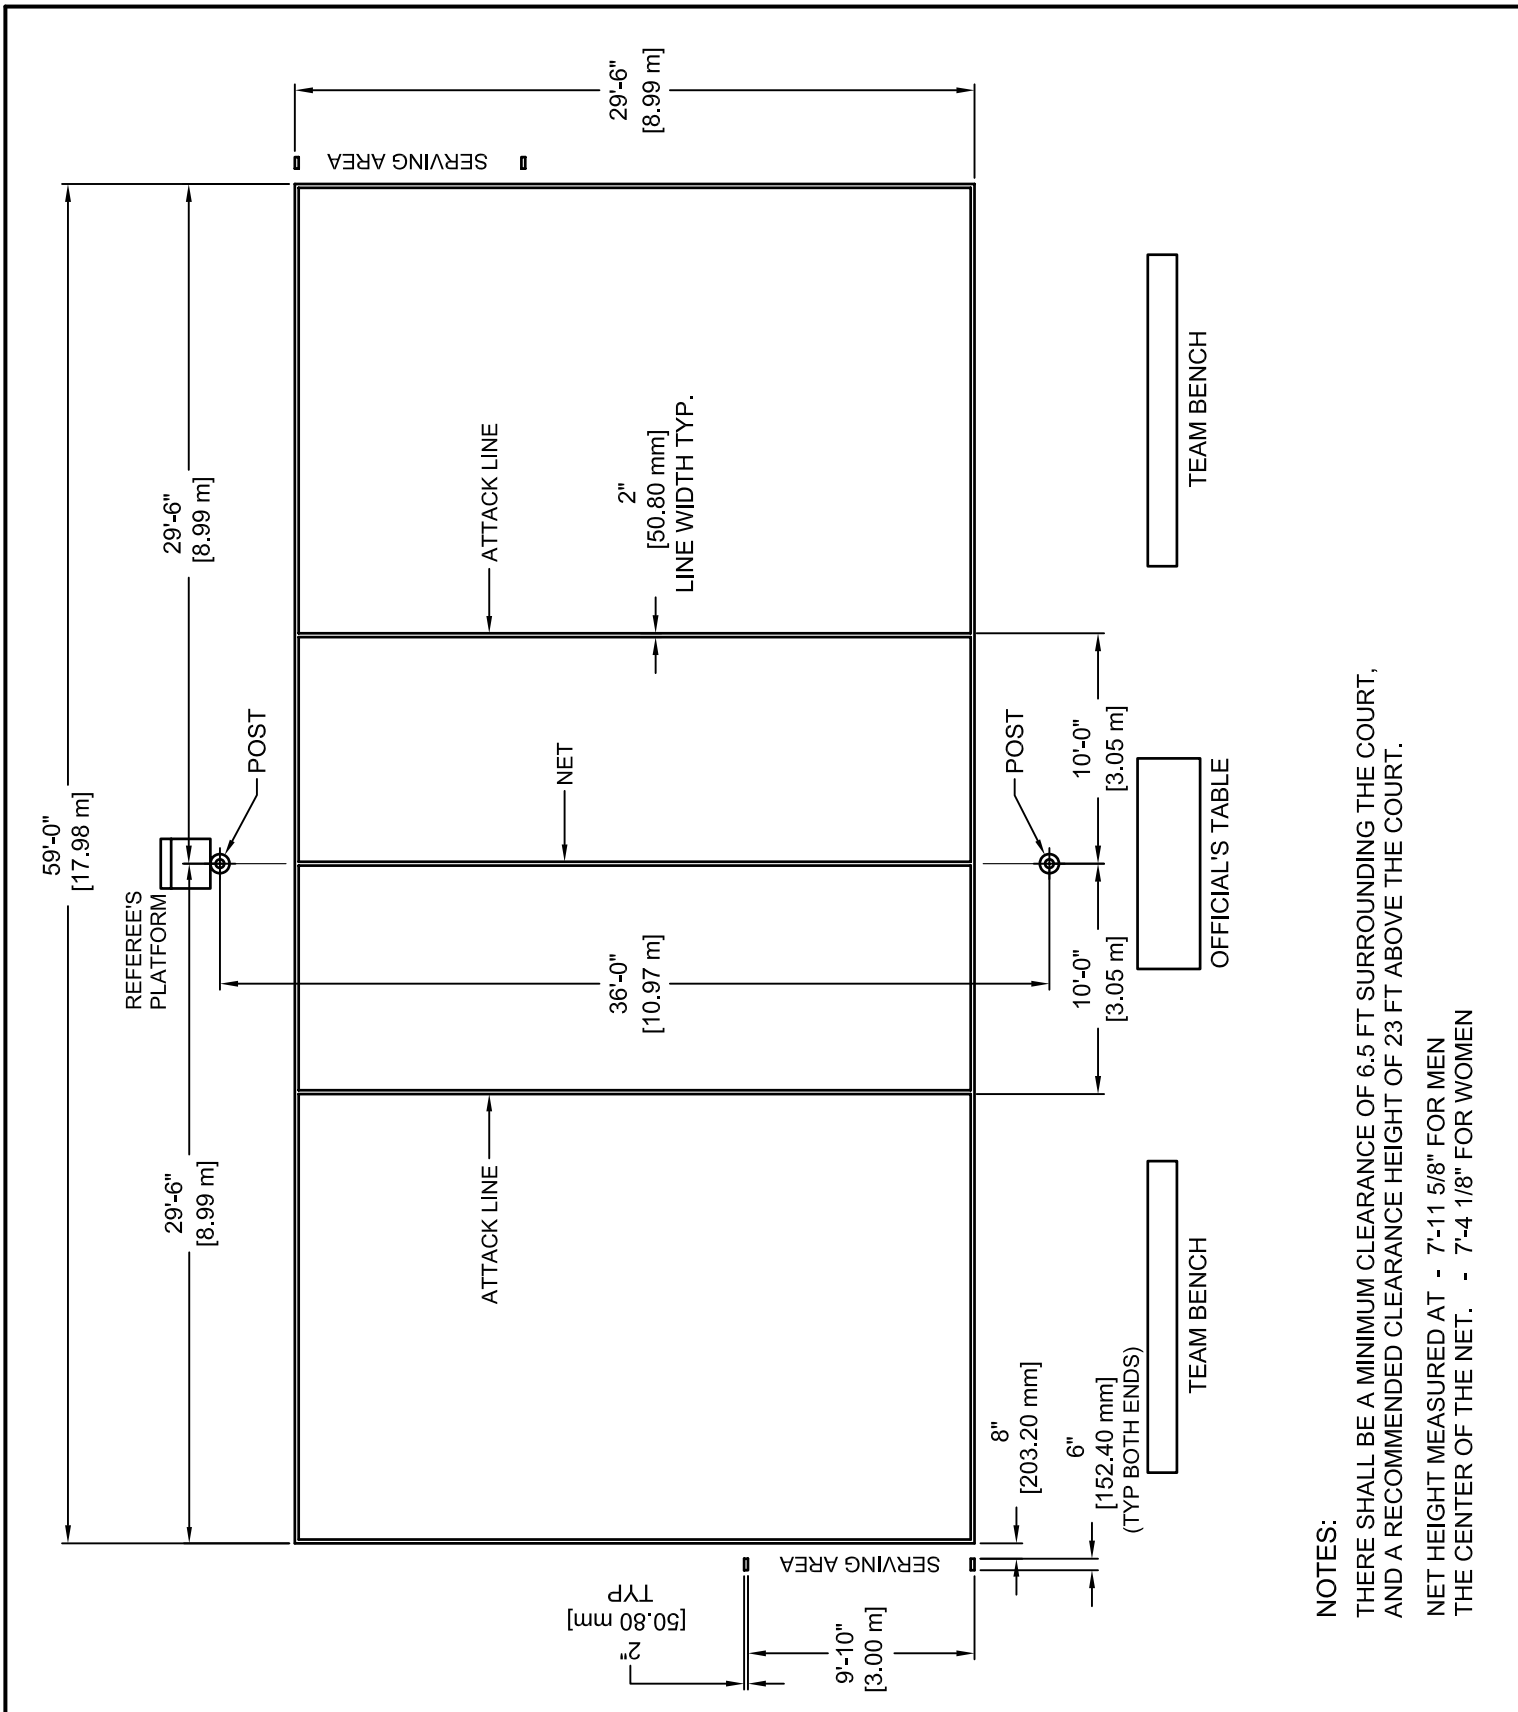 59'-0"
[17.98 m]
29'-6"
[8.99 m]
29'-6"
[8.99 m]
29'-6"
[8.99 m]
SERVING AREA
REFEREE'S
PLATFORM
POST
ATTACK LINE
NET
ATTACK LINE
2"
[50.80 mm]
LINE WIDTH TYP.
36'-0"
[10.97 m]
POST
10'-0"
[3.05 m]
10'-0"
[3.05 m]
SERVING AREA
2"
[50.80 mm]
TYP
9'-10"
[3.00 m]
8"
[203.20 mm]
6"
[152.40 mm]
(TYP BOTH ENDS)
TEAM BENCH
OFFICIAL'S TABLE
TEAM BENCH
NOTES:
THERE SHALL BE A MINIMUM CLEARANCE OF 6.5 FT SURROUNDING THE COURT,
AND A RECOMMENDED CLEARANCE HEIGHT OF 23 FT ABOVE THE COURT.
NET HEIGHT MEASURED AT - 7'-11 5/8" FOR MEN
THE CENTER OF THE NET. - 7'-4 1/8" FOR WOMEN